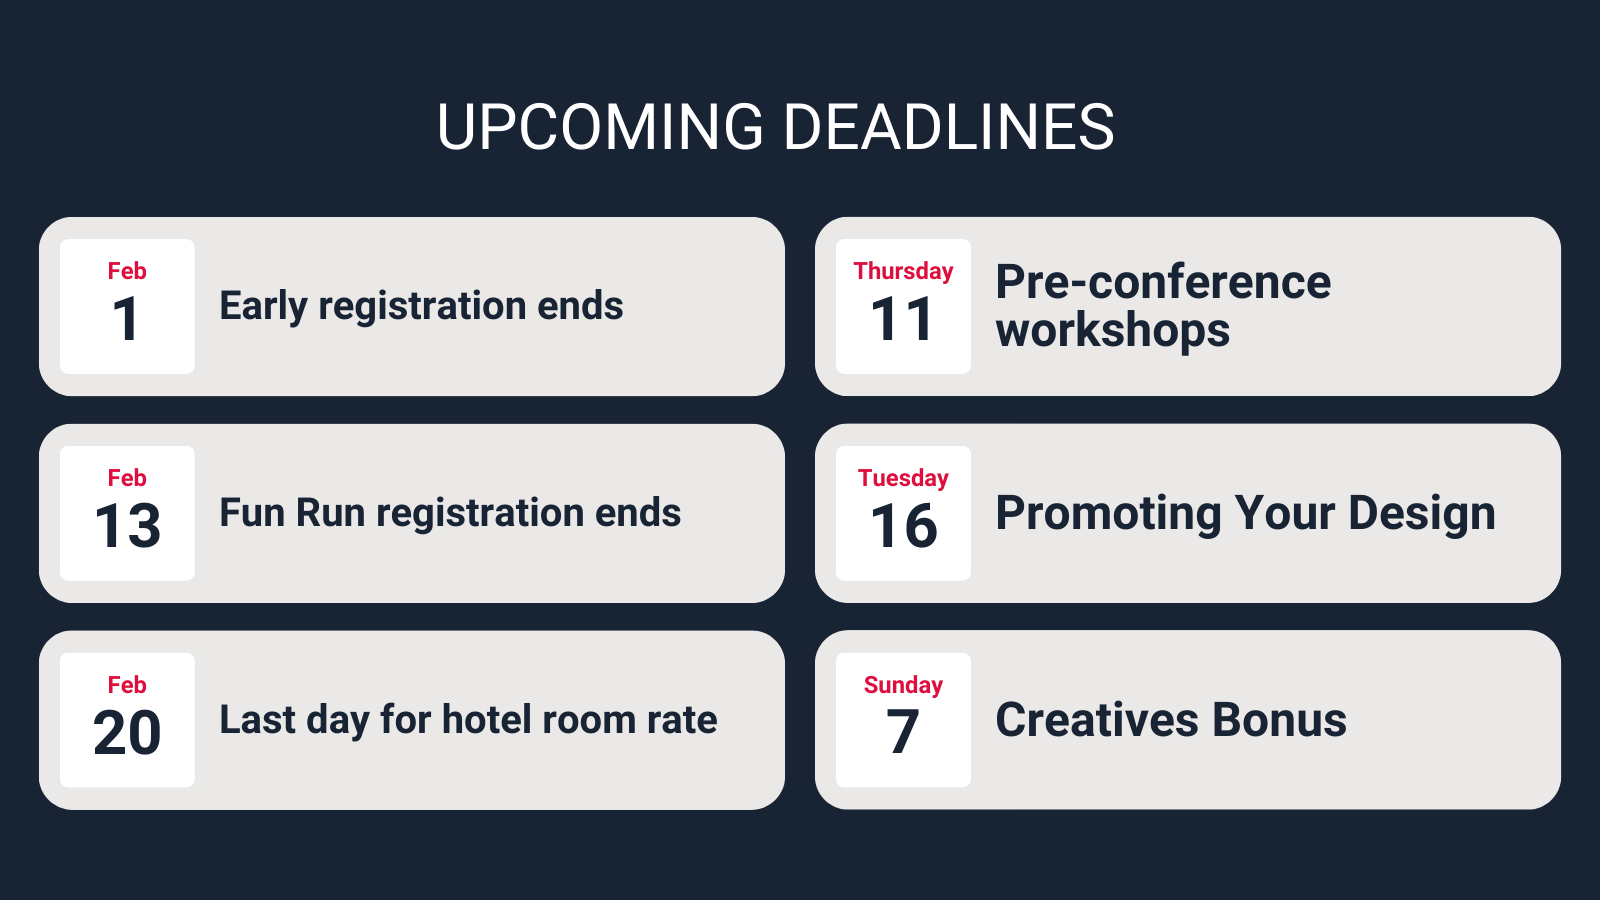 UPCOMING DEADLINES
Feb
1
Early registration ends
Feb
13
Fun Run registration ends
Feb
20
Last day for hotel room rate
Thursday
11
Pre-conference
workshops
Tuesday
16
Promoting Your Design
Sunday
7
Creatives Bonus